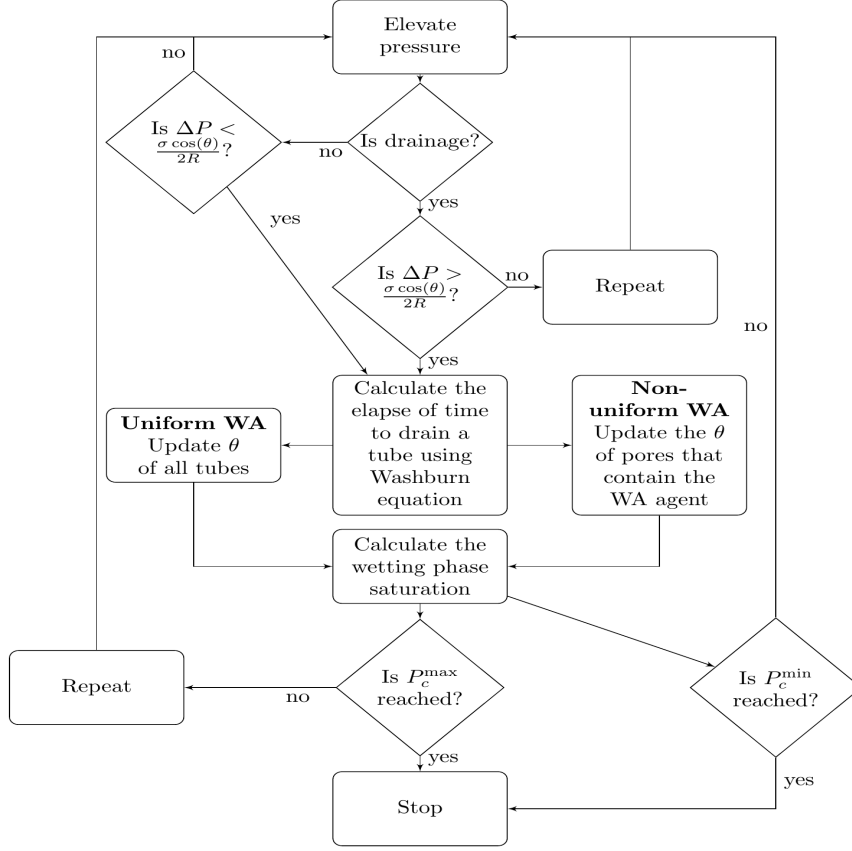 Elevate
pressure
no
Is ΔP <
σ cos(θ)
2R
?
no
Is drainage?
yes
yes
Is ΔP >
σ cos(θ)
2R
?
no
Repeat
no
yes
Uniform WA
Update θ
of all tubes
Calculate the
elapse of time
to drain a
tube using
Washburn
equation
Non-
uniform WA
Update the θ
of pores that
contain the
WA agent
Calculate the
wetting phase
saturation
Repeat
no
Is P_c^max
reached?
Is P_c^min
reached?
yes
yes
Stop